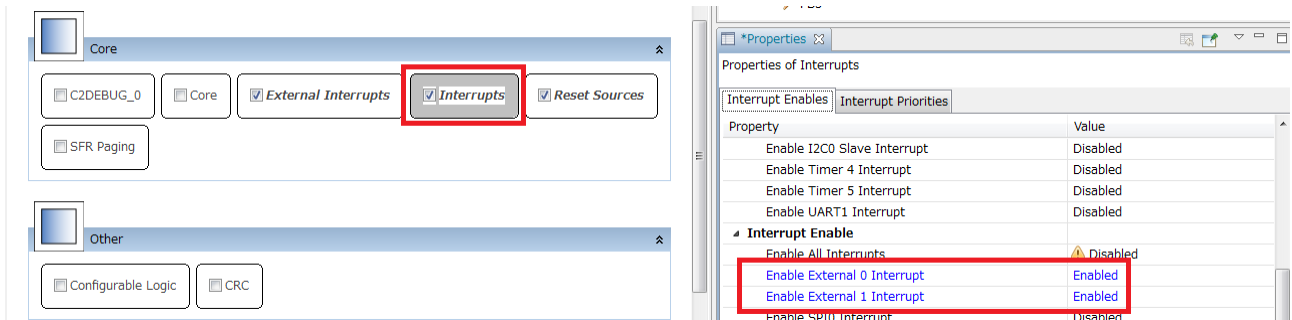 Core
C2DEBUG_0
Core
External Interrupts
Interrupts
Reset Sources
SFR Paging
Other
Configurable Logic
CRC
*Properties
Properties of Interrupts
Interrupt Enables Interrupt Priorities
Property Value
Enable I2C0 Slave Interrupt Disabled
Enable Timer 4 Interrupt Disabled
Enable Timer 5 Interrupt Disabled
Enable UART1 Interrupt Disabled
Interrupt Enable
Enable All Interrupts Disabled
Enable External 0 Interrupt Enabled
Enable External 1 Interrupt Enabled
Enable SPI0 Interrupt Disabled